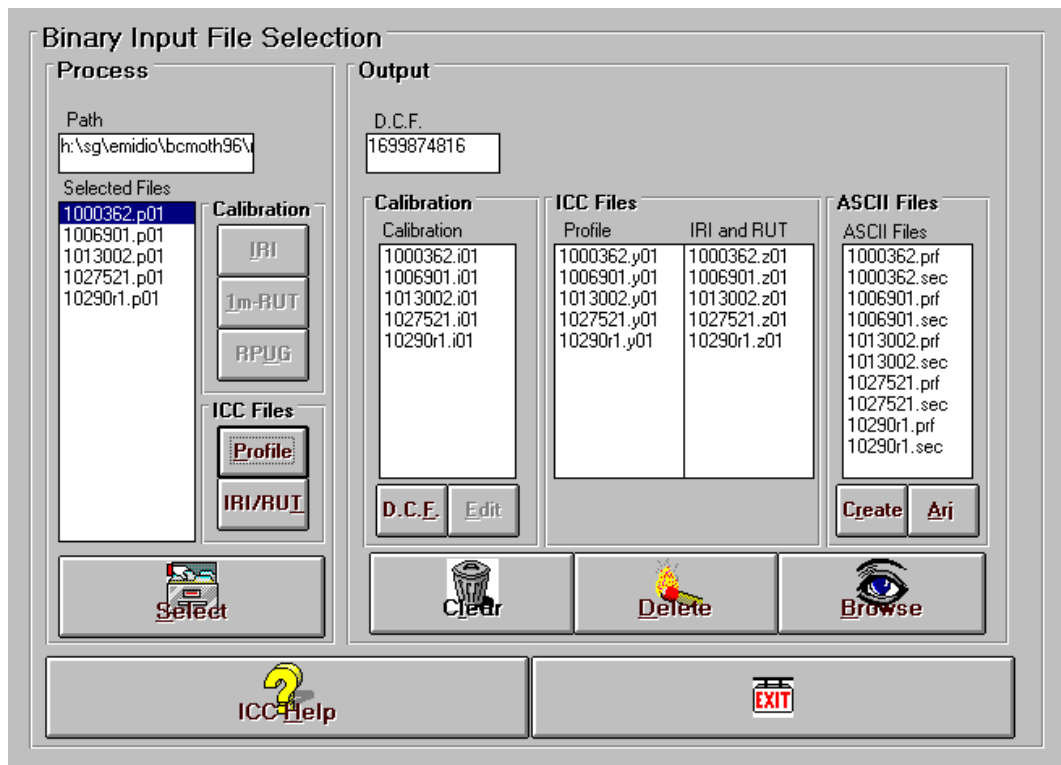 Binary Input File Selection
Process
Path
h:\sg\emidio\bcmoth96\
Selected Files
1000362.p01
1006901.p01
1013002.p01
1027521.p01
10290r1.p01
Calibration
IRI
1m-RUT
RPUG
ICC Files
Profile
IRI/RUT
Select
Output
D.C.F.
1699874816
Calibration
Calibration
1000362.i01
1006901.i01
1013002.i01
1027521.i01
10290r1.i01
D.C.F.
Edit
ICC Files
Profile
1000362.y01
1006901.y01
1013002.y01
1027521.y01
10290r1.y01
IRI and RUT
1000362.z01
1006901.z01
1013002.z01
1027521.z01
10290r1.z01
ASCII Files
ASCII Files
1000362.prf
1000362.sec
1006901.prf
1006901.sec
1013002.prf
1013002.sec
1027521.prf
1027521.sec
10290r1.prf
10290r1.sec
Create
Arj
Clear
Delete
Browse
ICC Help
EXIT